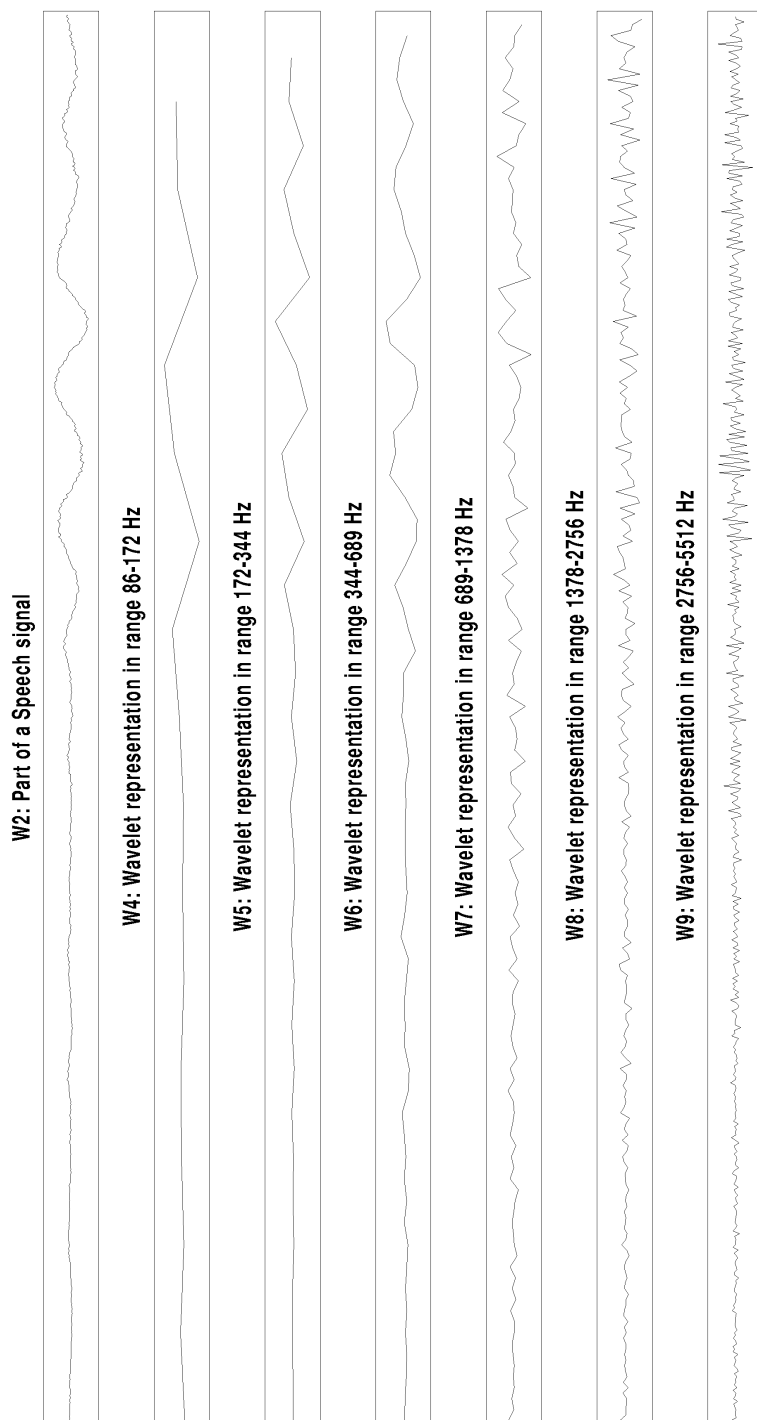 W2: Part of a Speech signal
W4: Wavelet representation in range 86-172 Hz
W5: Wavelet representation in range 172-344 Hz
W6: Wavelet representation in range 344-689 Hz
W7: Wavelet representation in range 689-1378 Hz
W8: Wavelet representation in range 1378-2756 Hz
W9: Wavelet representation in range 2756-5512 Hz